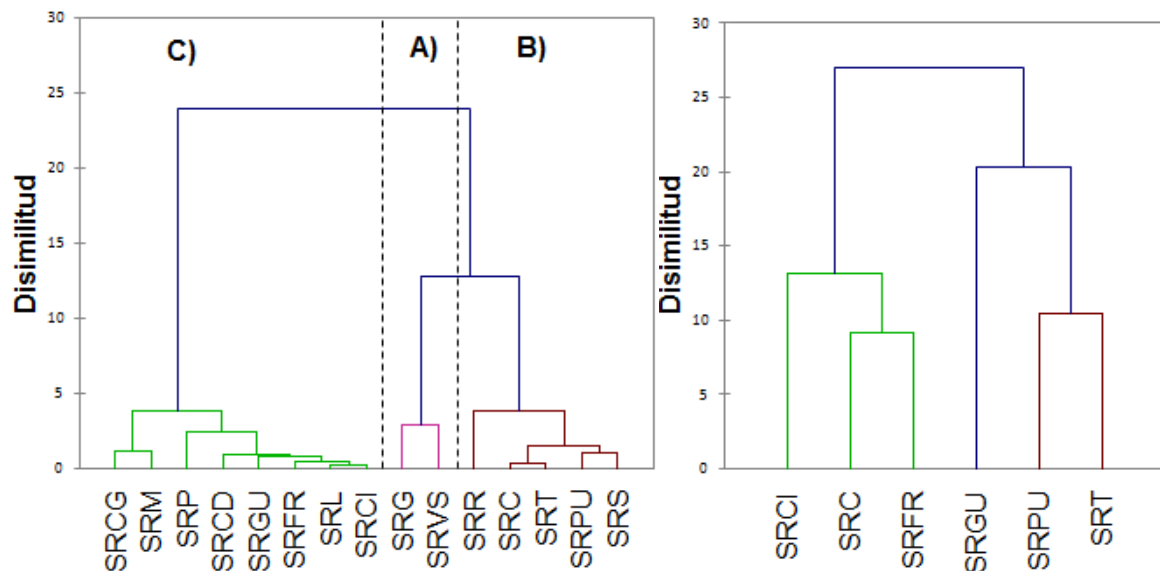 C) A) B)
Disimilitud
30
25
20
15
10
5
0
SRCG SRM SRP SRCD SRGU SRFR SRL SRCI SRG SRVS SRR SRC SRT SRPU SRS
Disimilitud
30
25
20
15
10
5
0
SRCI SRC SRFR SRGU SRPU SRT